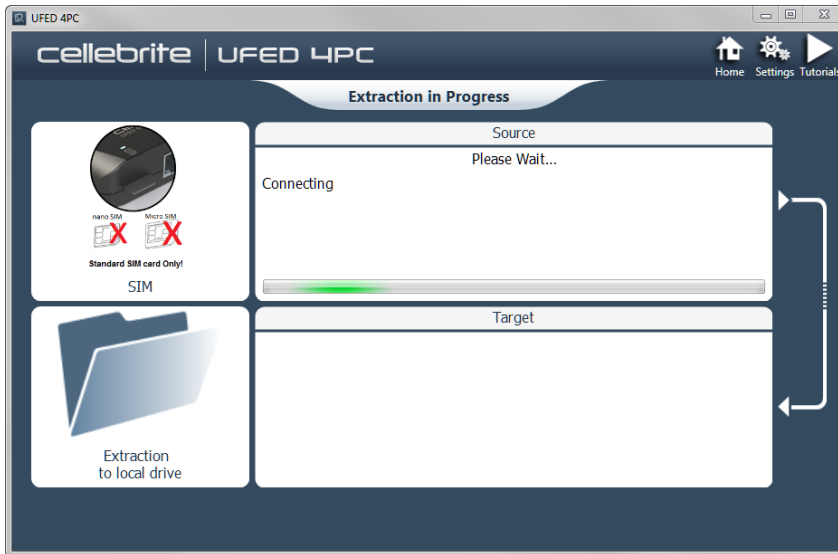 UFED 4PC
cellebrite UFED 4PC
Home Settings Tutorials
Extraction in Progress
Source
Please Wait...
Connecting
nano SIM Micro SIM
Standard SIM card Only!
SIM
Target
Extraction
to local drive